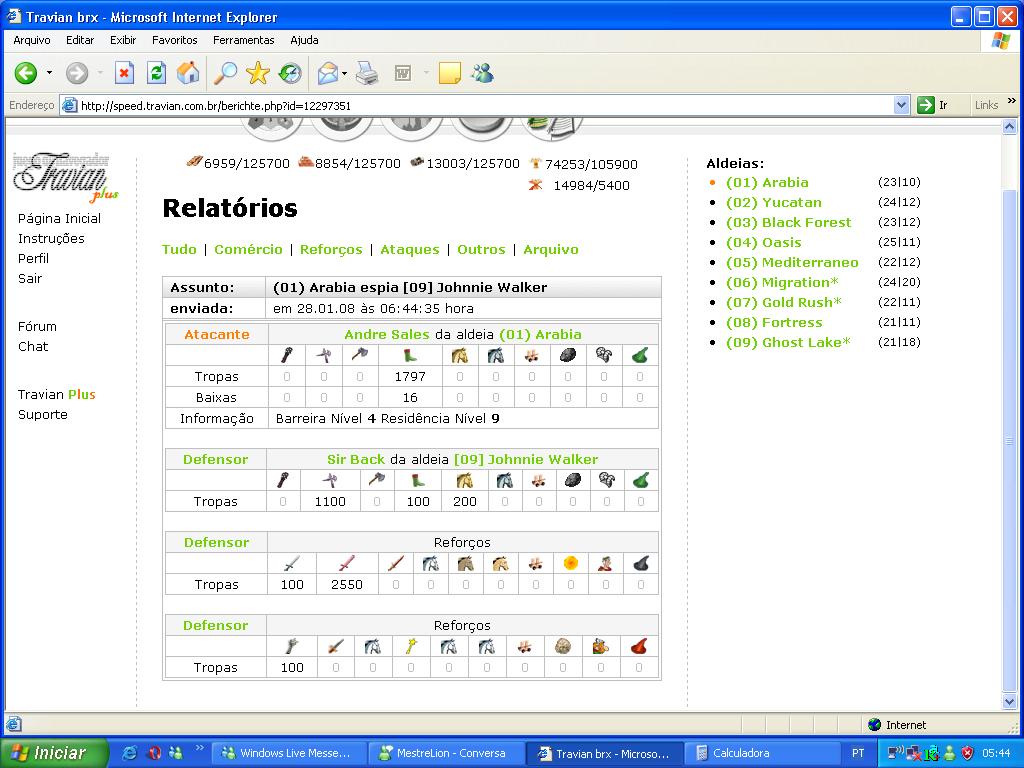 Travian brx - Microsoft Internet Explorer
Arquivo Editar Exibir Favoritos Ferramentas Ajuda
Endereço http://speed.travian.com.br/berichte.php?id=12297351 Ir Links »
6959/125700 8854/125700 13003/125700 74253/105900
14984/5400
Travian plus
Página Inicial
Instruções
Perfil
Sair
Fórum
Chat
Travian Plus
Suporte
Relatórios
Tudo | Comércio | Reforços | Ataques | Outros | Arquivo
Assunto: (01) Arabia espia [09] Johnnie Walker
enviada: em 28.01.08 às 06:44:35 hora
Atacante Andre Sales da aldeia (01) Arabia
Tropas 0 0 0 1797 0 0 0 0 0 0
Baixas 0 0 0 16 0 0 0 0 0 0
Informação Barreira Nível 4 Residência Nível 9
Defensor Sir Back da aldeia [09] Johnnie Walker
Tropas 0 1100 0 100 200 0 0 0 0 0
Defensor Reforços
Tropas 100 2550 0 0 0 0 0 0 0 0
Defensor Reforços
Tropas 100 0 0 0 0 0 0 0 0 0
Aldeias:
(01) Arabia (23|10)
(02) Yucatan (24|12)
(03) Black Forest (23|12)
(04) Oasis (25|11)
(05) Mediterraneo (22|12)
(06) Migration* (24|20)
(07) Gold Rush* (22|11)
(08) Fortress (21|11)
(09) Ghost Lake* (21|18)
Internet
Iniciar » Windows Live Messe... MestreLion - Conversa Travian brx - Microso... Calculadora PT 05:44